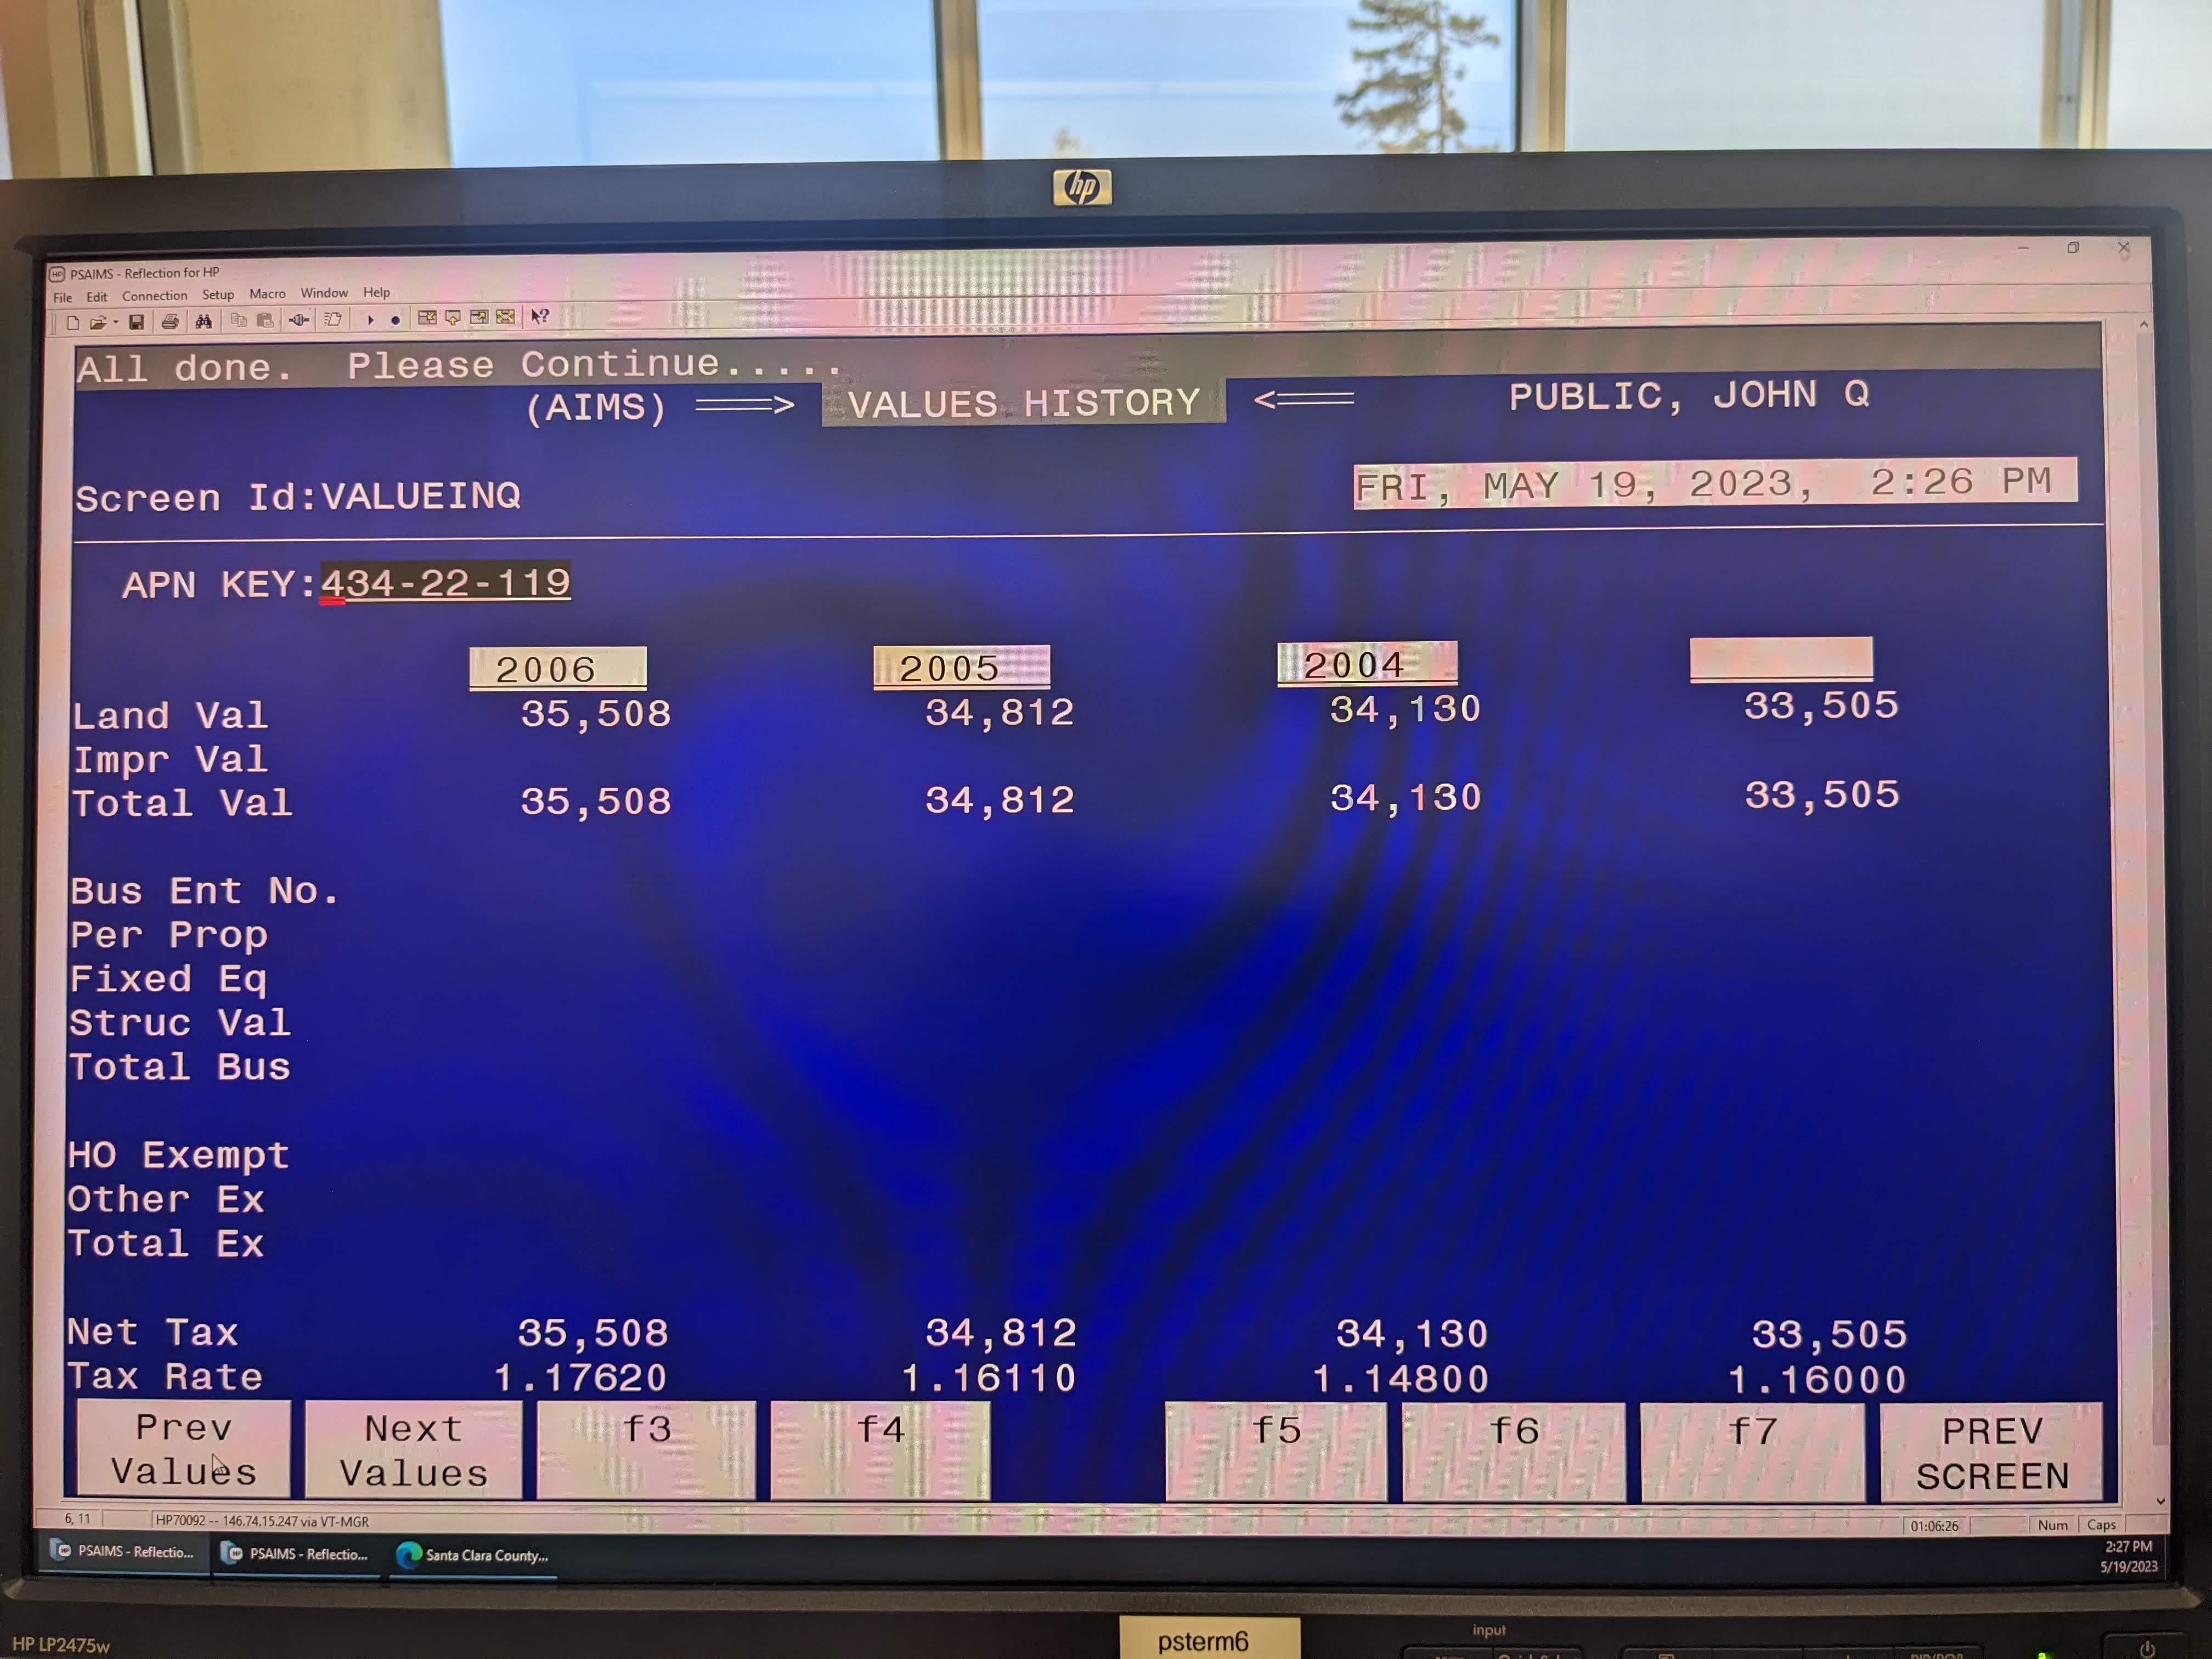 hp
PSAIMS - Reflection for HP
File Edit Connection Setup Macro Window Help
All done. Please Continue.....
(AIMS) ===> VALUES HISTORY <=== PUBLIC, JOHN Q
Screen Id:VALUEINQ FRI, MAY 19, 2023, 2:26 PM
APN KEY:434-22-119
2006 2005 2004
Land Val 35,508 34,812 34,130 33,505
Impr Val
Total Val 35,508 34,812 34,130 33,505
Bus Ent No.
Per Prop
Fixed Eq
Struc Val
Total Bus
HO Exempt
Other Ex
Total Ex
Net Tax 35,508 34,812 34,130 33,505
Tax Rate 1.17620 1.16110 1.14800 1.16000
Prev Next f3 f4 f5 f6 f7 PREV
Values Values SCREEN
6, 11 HP70092 -- 146.74.15.247 via VT-MGR 01:06:26 Num Caps
PSAIMS - Reflectio... PSAIMS - Reflectio... Santa Clara County... 2:27 PM
5/19/2023
HP LP2475w psterm6 input